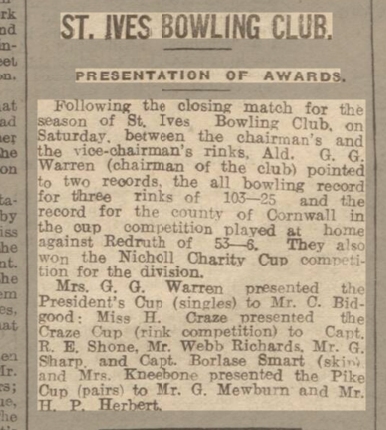 ST. IVES BOWLING CLUB.
PRESENTATION OF AWARDS.
Following the closing match for the
season of St. Ives Bowling Club, on
Saturday, between the chairman's and
the vice-chairman's rinks, Ald. G. G.
Warren (chairman of the club) pointed
to two records, the all bowling record
for three rinks of 103—25 and the
record for the county of Cornwall in
the cup competition played at home
against Redruth of 53—6. They also
won the Nicholl Charity Cup competi-
tion for the division.
Mrs. G. G. Warren presented the
President's Cup (singles) to Mr. C. Bid-
good; Miss H. Craze presented the
Craze Cup (rink competition) to Capt.
R. E. Shone, Mr. Webb Richards, Mr. G.
Sharp, and Capt. Borlase Smart (skip)
and Mrs. Kneebone presented the Pike
Cup (pairs) to Mr. G. Mewburn and Mr.
H. P. Herbert.